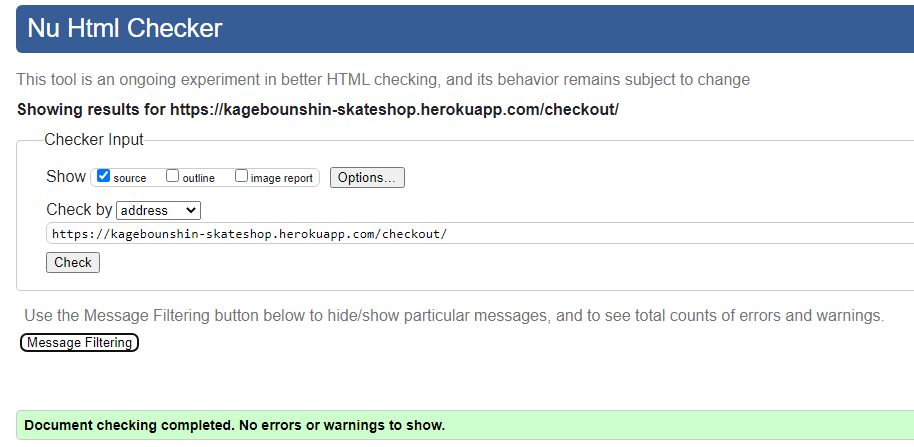 Nu Html Checker
This tool is an ongoing experiment in better HTML checking, and its behavior remains subject to change
Showing results for https://kagebounshin-skateshop.herokuapp.com/checkout/
Checker Input
Show source outline image report Options...
Check by address
https://kagebounshin-skateshop.herokuapp.com/checkout/
Check
Use the Message Filtering button below to hide/show particular messages, and to see total counts of errors and warnings.
Message Filtering
Document checking completed. No errors or warnings to show.